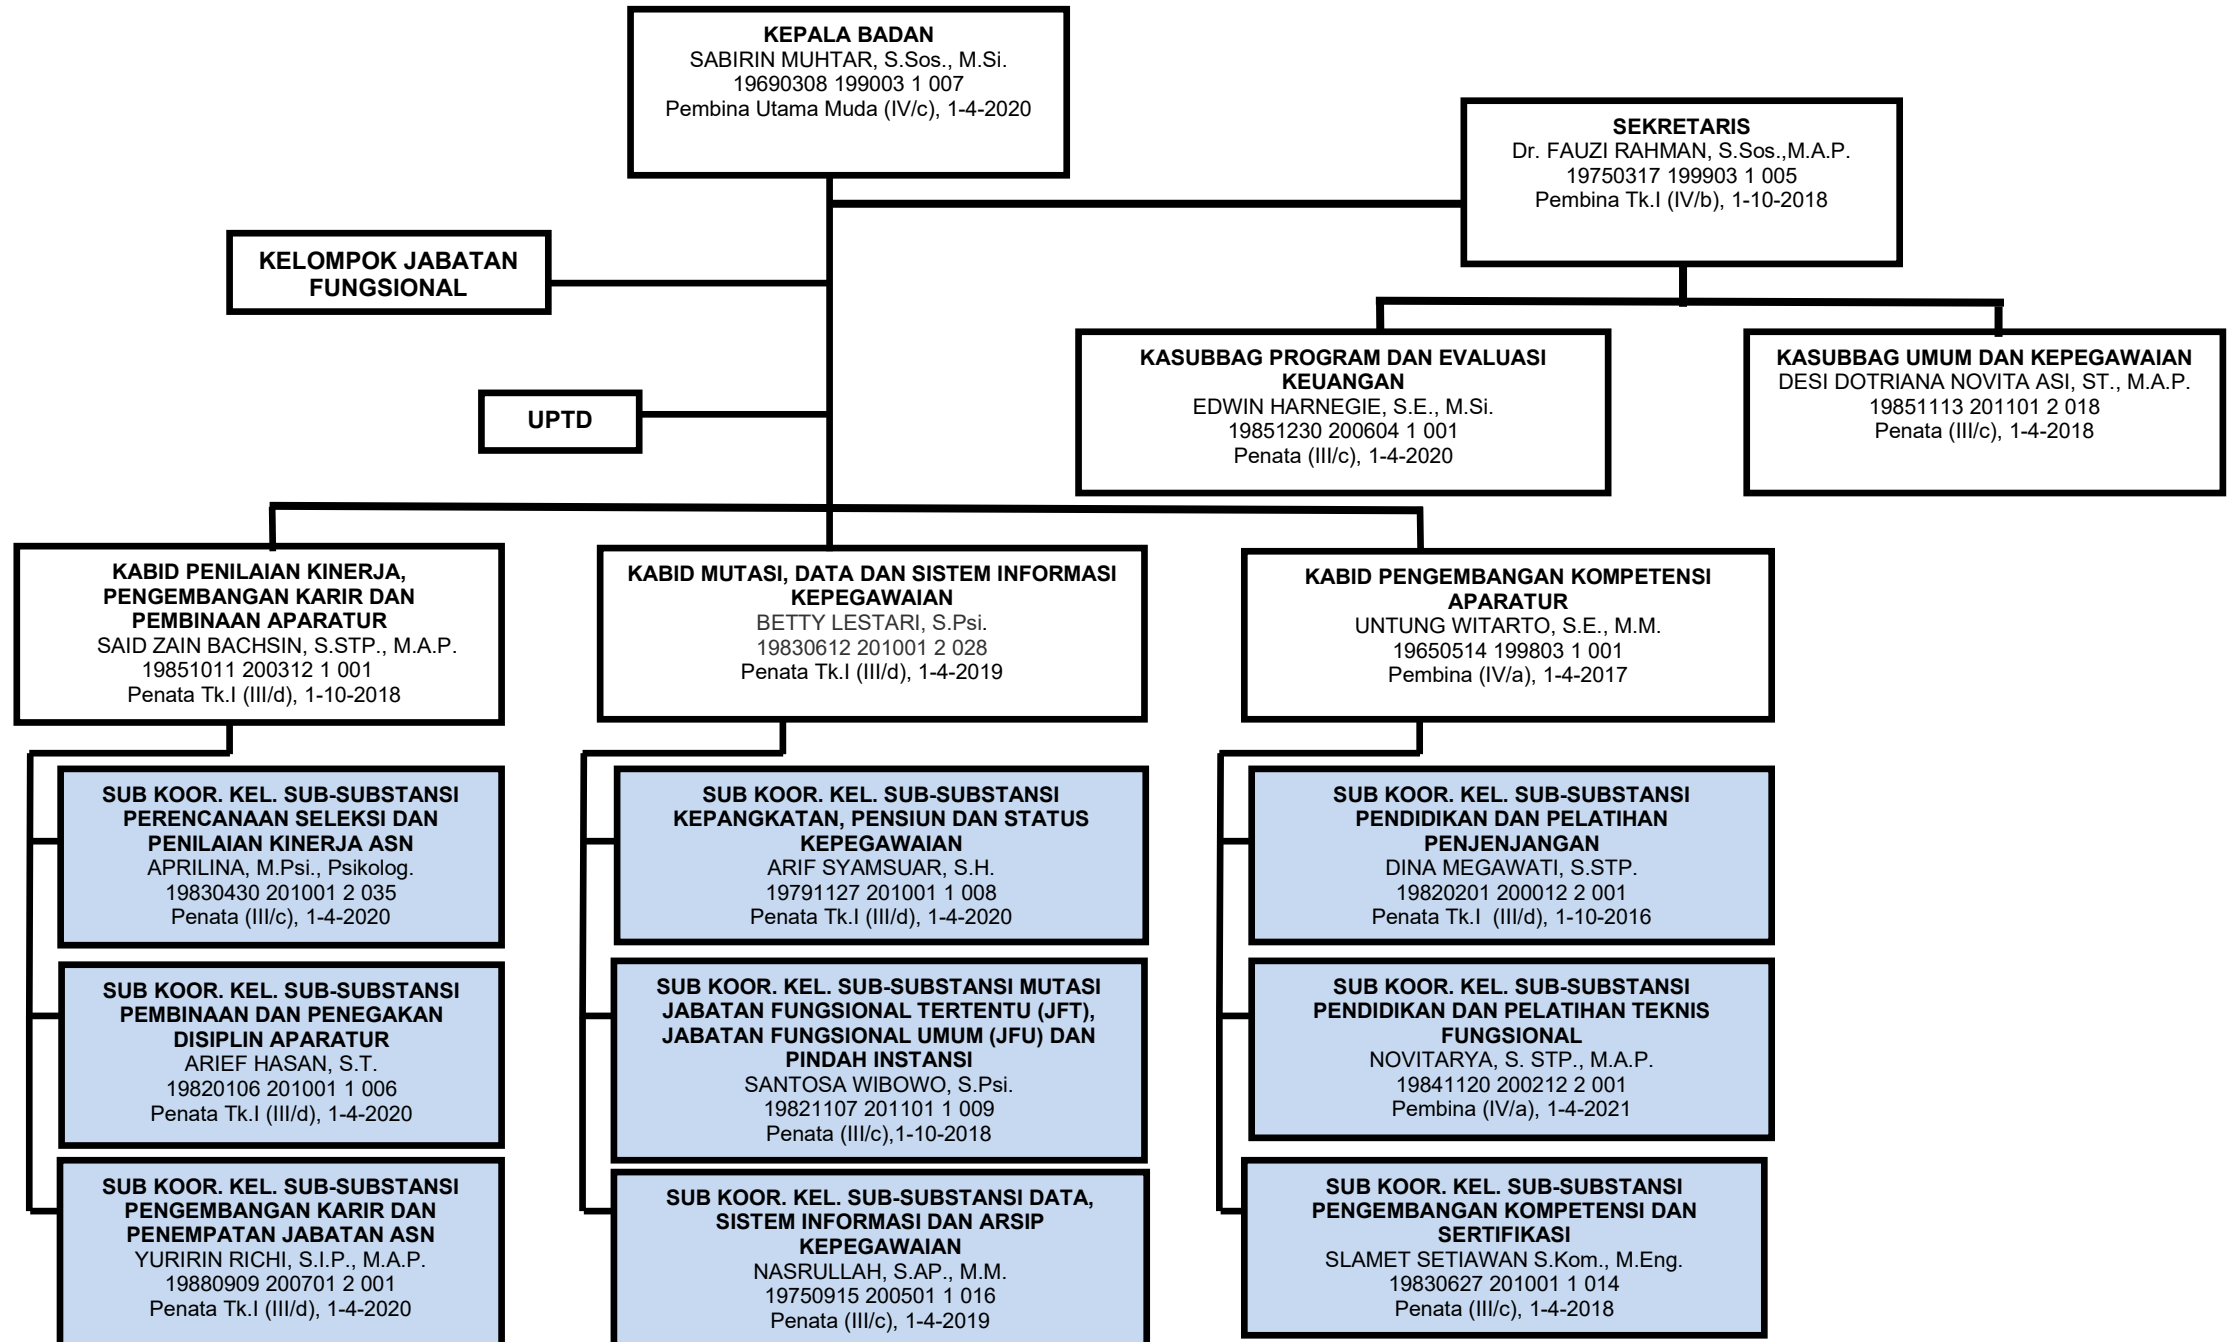 KEPALA BADAN
SABIRIN MUHTAR, S.Sos., M.Si.
19690308 199003 1 007
Pembina Utama Muda (IV/c), 1-4-2020
SEKRETARIS
Dr. FAUZI RAHMAN, S.Sos.,M.A.P.
19750317 199903 1 005
Pembina Tk.I (IV/b), 1-10-2018
KELOMPOK JABATAN
FUNGSIONAL
KASUBBAG PROGRAM DAN EVALUASI
KEUANGAN
EDWIN HARNEGIE, S.E., M.Si.
19851230 200604 1 001
Penata (III/c), 1-4-2020
KASUBBAG UMUM DAN KEPEGAWAIAN
DESI DOTRIANA NOVITA ASI, ST., M.A.P.
19851113 201101 2 018
Penata (III/c), 1-4-2018
UPTD
KABID PENILAIAN KINERJA,
PENGEMBANGAN KARIR DAN
PEMBINAAN APARATUR
SAID ZAIN BACHSIN, S.STP., M.A.P.
19851011 200312 1 001
Penata Tk.I (III/d), 1-10-2018
KABID MUTASI, DATA DAN SISTEM INFORMASI
KEPEGAWAIAN
BETTY LESTARI, S.Psi.
19830612 201001 2 028
Penata Tk.I (III/d), 1-4-2019
KABID PENGEMBANGAN KOMPETENSI
APARATUR
UNTUNG WITARTO, S.E., M.M.
19650514 199803 1 001
Pembina (IV/a), 1-4-2017
SUB KOOR. KEL. SUB-SUBSTANSI
PERENCANAAN SELEKSI DAN
PENILAIAN KINERJA ASN
APRILINA, M.Psi., Psikolog.
19830430 201001 2 035
Penata (III/c), 1-4-2020
SUB KOOR. KEL. SUB-SUBSTANSI
KEPANGKATAN, PENSIUN DAN STATUS
KEPEGAWAIAN
ARIF SYAMSUAR, S.H.
19791127 201001 1 008
Penata Tk.I (III/d), 1-4-2020
SUB KOOR. KEL. SUB-SUBSTANSI
PENDIDIKAN DAN PELATIHAN
PENJENJANGAN
DINA MEGAWATI, S.STP.
19820201 200012 2 001
Penata Tk.I (III/d), 1-10-2016
SUB KOOR. KEL. SUB-SUBSTANSI
PEMBINAAN DAN PENEGAKAN
DISIPLIN APARATUR
ARIEF HASAN, S.T.
19820106 201001 1 006
Penata Tk.I (III/d), 1-4-2020
SUB KOOR. KEL. SUB-SUBSTANSI MUTASI
JABATAN FUNGSIONAL TERTENTU (JFT),
JABATAN FUNGSIONAL UMUM (JFU) DAN
PINDAH INSTANSI
SANTOSA WIBOWO, S.Psi.
19821107 201101 1 009
Penata (III/c),1-10-2018
SUB KOOR. KEL. SUB-SUBSTANSI
PENDIDIKAN DAN PELATIHAN TEKNIS
FUNGSIONAL
NOVITARYA, S. STP., M.A.P.
19841120 200212 2 001
Pembina (IV/a), 1-4-2021
SUB KOOR. KEL. SUB-SUBSTANSI
PENGEMBANGAN KARIR DAN
PENEMPATAN JABATAN ASN
YURIRIN RICHI, S.I.P., M.A.P.
19880909 200701 2 001
Penata Tk.I (III/d), 1-4-2020
SUB KOOR. KEL. SUB-SUBSTANSI DATA,
SISTEM INFORMASI DAN ARSIP
KEPEGAWAIAN
NASRULLAH, S.AP., M.M.
19750915 200501 1 016
Penata (III/c), 1-4-2019
SUB KOOR. KEL. SUB-SUBSTANSI
PENGEMBANGAN KOMPETENSI DAN
SERTIFIKASI
SLAMET SETIAWAN S.Kom., M.Eng.
19830627 201001 1 014
Penata (III/c), 1-4-2018